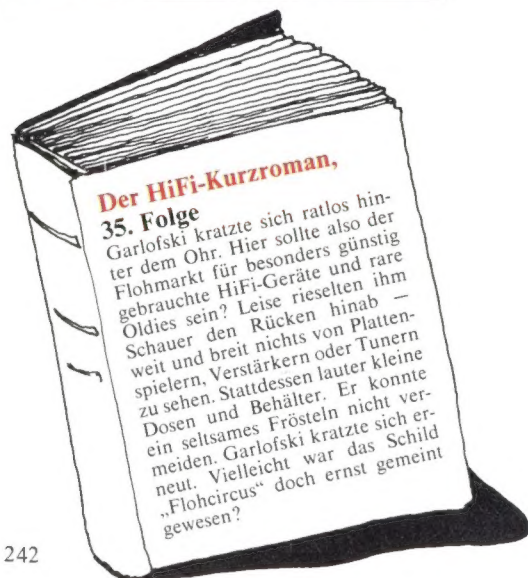 Der HiFi-Kurzroman,
35. Folge
Garlofski kratzte sich ratlos hin-
ter dem Ohr. Hier sollte also der
Flohmarkt für besonders günstig
gebrauchte HiFi-Geräte und rare
Oldies sein? Leise rieselten ihm
Schauer den Rücken hinab —
weit und breit nichts von Platten-
spielern, Verstärkern oder Tunern
zu sehen. Stattdessen lauter kleine
Dosen und Behälter. Er konnte
ein seltsames Frösteln nicht ver-
meiden. Garlofski kratzte sich er-
neut. Vielleicht war das Schild
„Flohcircus“ doch ernst gemeint
gewesen?
242